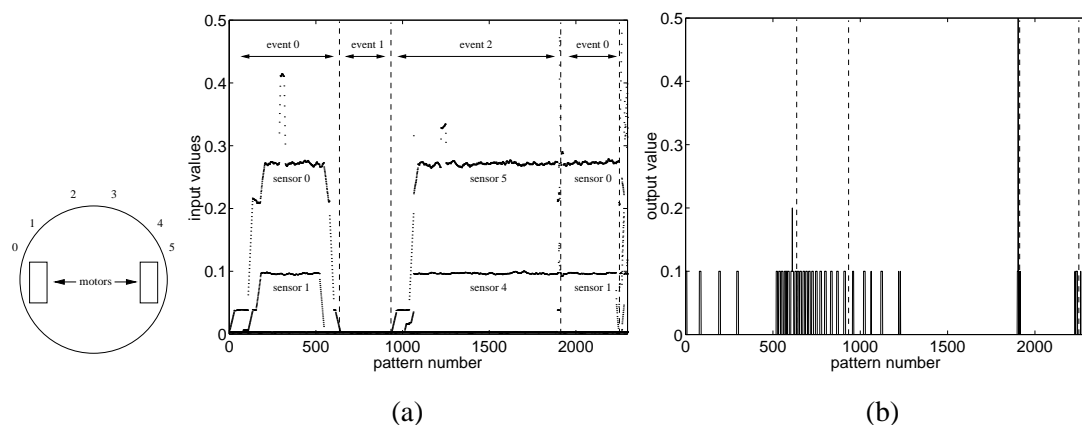 2 3
1 4
0 5
motors
0.5
0.4
0.3
0.2
0.1
0
input values
event 0 event 1 event 2 event 0
sensor 0 sensor 5 sensor 0
sensor 1 sensor 4 sensor 1
0 500 1000 1500 2000
pattern number
(a)
0.5
0.4
0.3
0.2
0.1
0
output value
0 500 1000 1500 2000
pattern number
(b)